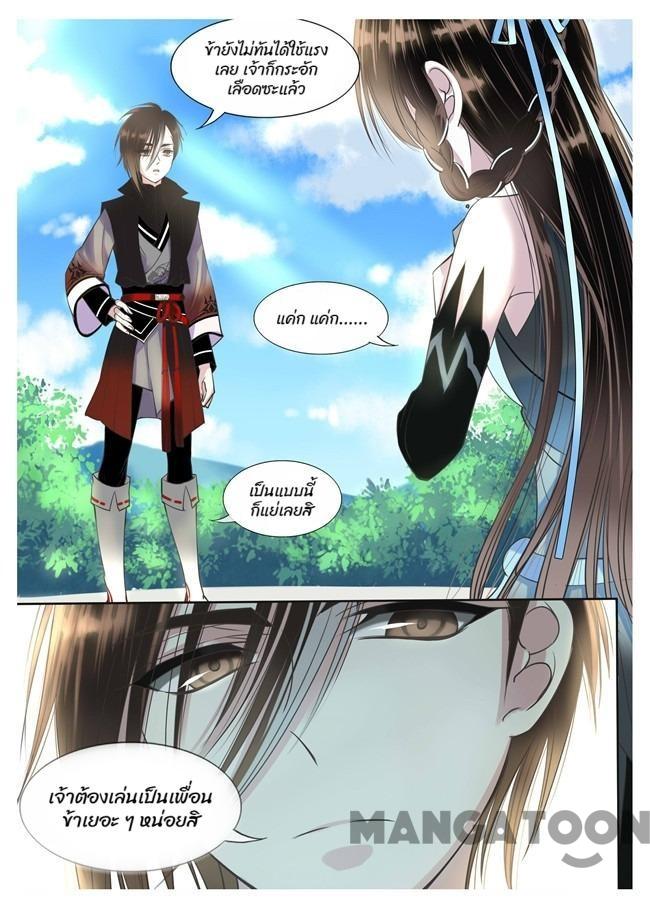 ข้ายังไม่ทันได้ใช้แรง
เลย เจ้าก็กระอัก
เลือดซะแล้ว
แค่ก แค่ก......
เป็นแบบนี้
ก็แย่เลยสิ
เจ้าต้องเล่นเป็นเพื่อน
ข้าเยอะ ๆ หน่อยสิ
MANGATOON